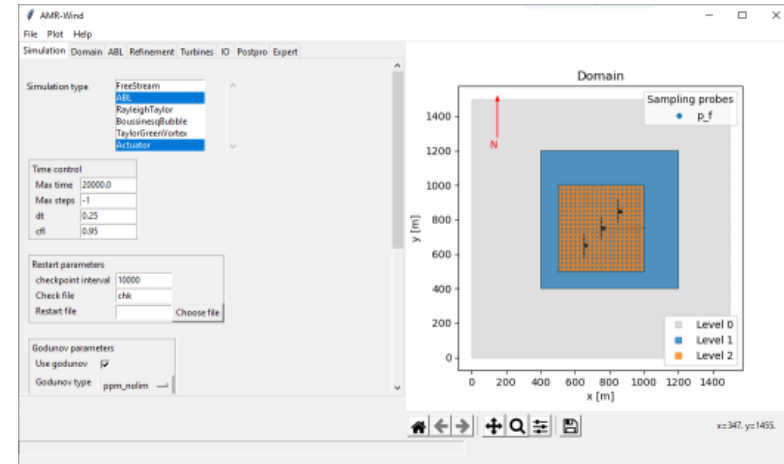 AMR-Wind
File Plot Help
Simulation Domain ABL Refinement Turbines IO Postpro Expert
Simulation type
FreeStream
ABL
RayleighTaylor
BoussinesqBubble
TaylorGreenVortex
Actuator
Time control
Max time 20000.0
Max steps -1
dt 0.25
cfl 0.95
Restart parameters
checkpoint interval 10000
Check file chk
Restart file Choose file
Godunov parameters
Use godunov
Godunov type ppm_nolim
Domain
Sampling probes
p_f
N
1400
1200
1000
800
600
400
200
0
y [m]
Level 0
Level 1
Level 2
0 200 400 600 800 1000 1200 1400
x [m]
x=347. y=1455.